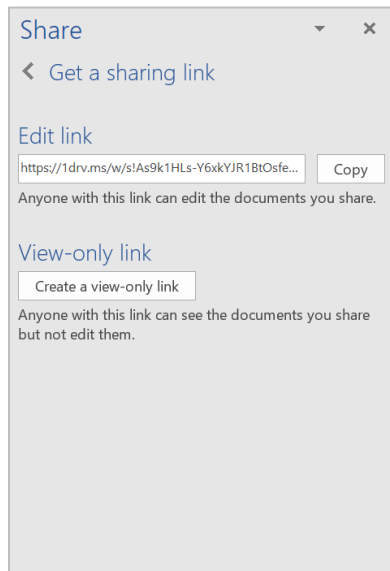 Share
Get a sharing link
Edit link
https://1drv.ms/w/s!As9k1HLs-Y6xkYJR1BtOsfe...
Copy
Anyone with this link can edit the documents you share.
View-only link
Create a view-only link
Anyone with this link can see the documents you share
but not edit them.